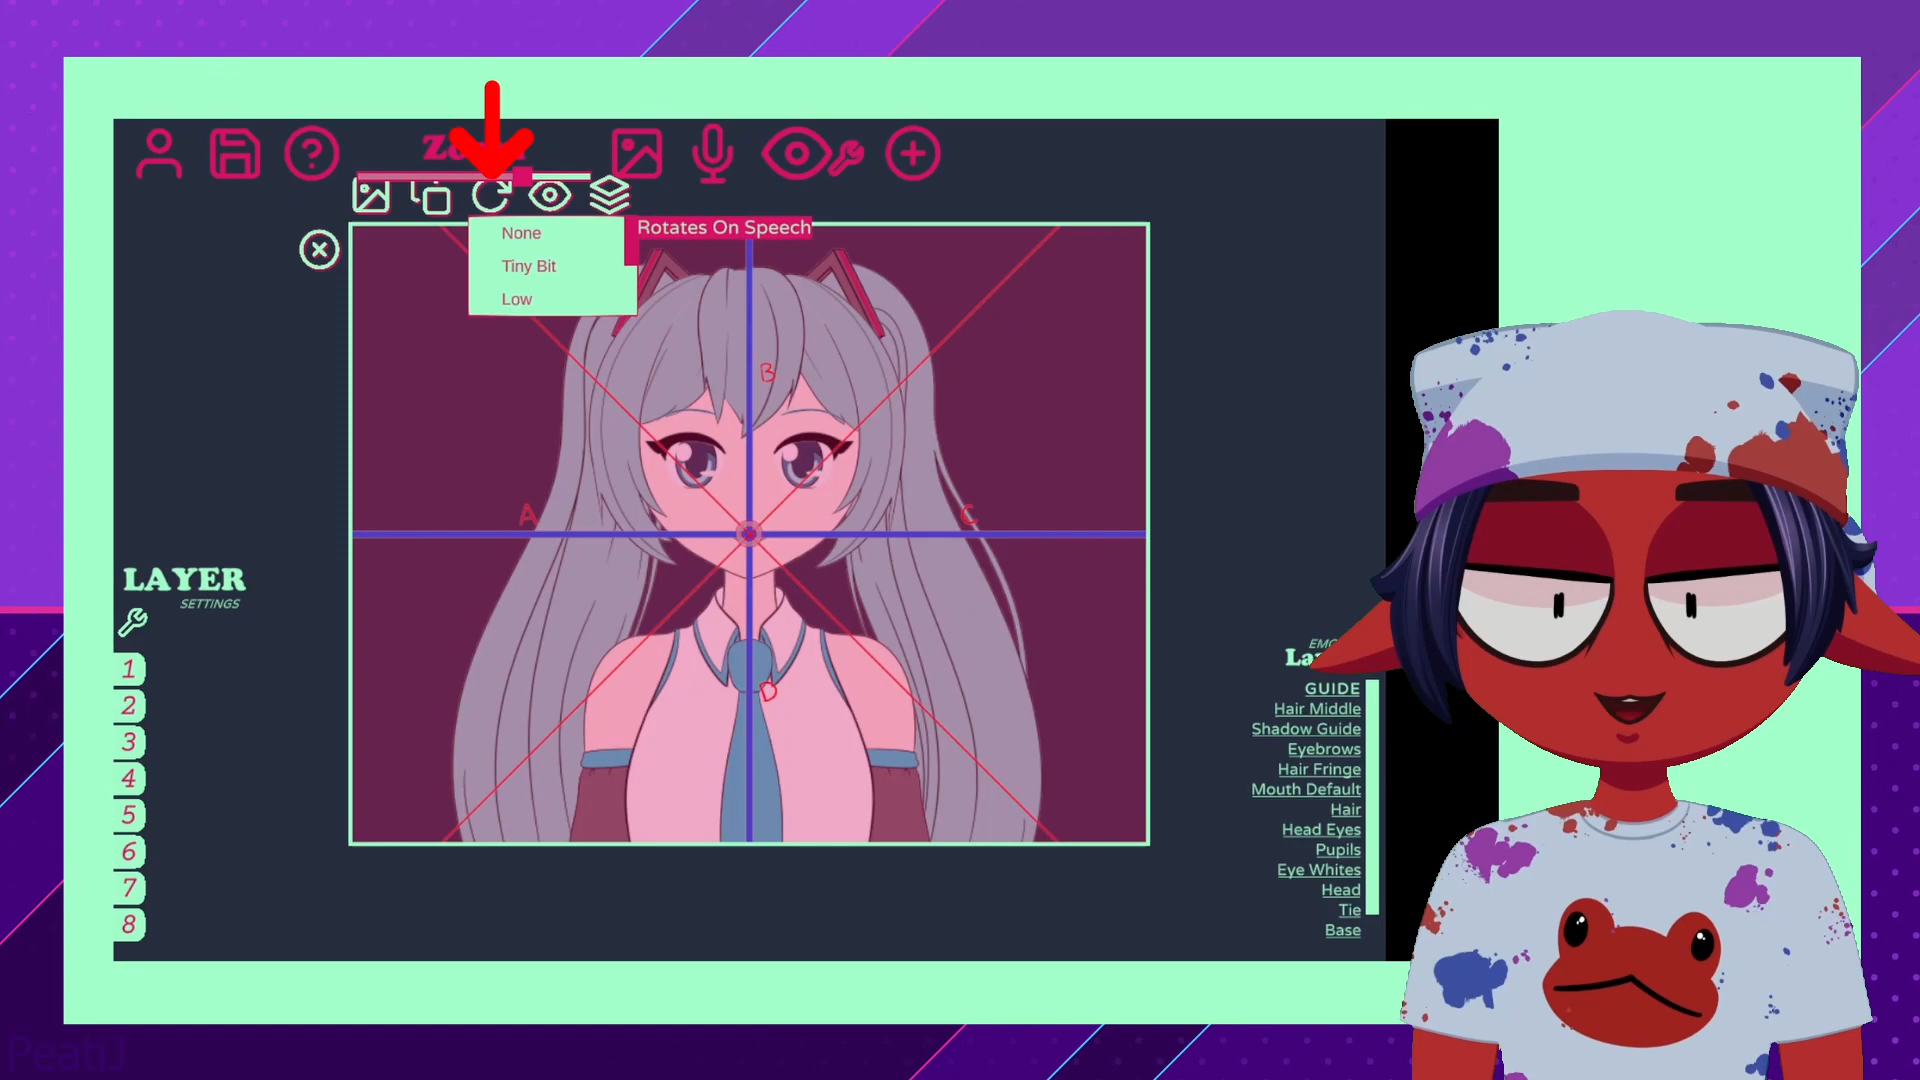 Rotates On Speech
None
Tiny Bit
Low
B
A
C
D
LAYER
SETTINGS
1
2
3
4
5
6
7
8
GUIDE
Hair Middle
Shadow Guide
Eyebrows
Hair Fringe
Mouth Default
Hair
Head Eyes
Pupils
Eye Whites
Head
Tie
Base